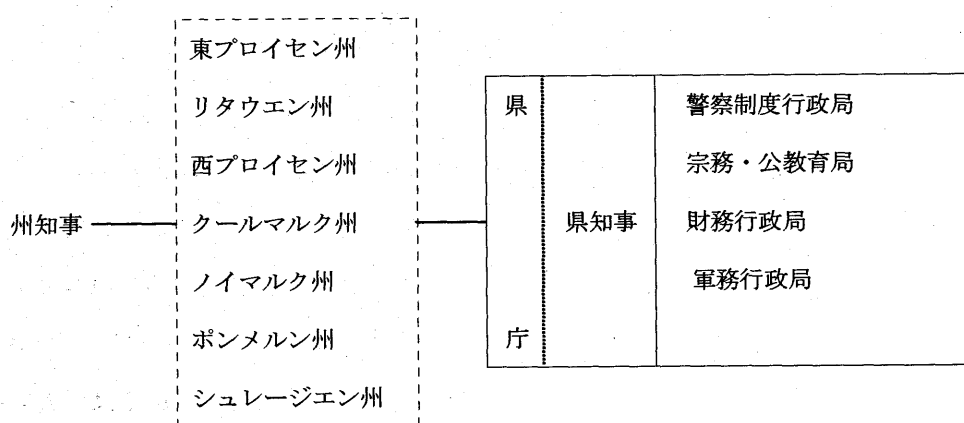 州知事
東プロイセン州
リタウエン州
西プロイセン州
クールマルク州
ノイマルク州
ポンメルン州
シュレージエン州
県庁
県知事
警察制度行政局
宗務・公教育局
財務行政局
軍務行政局